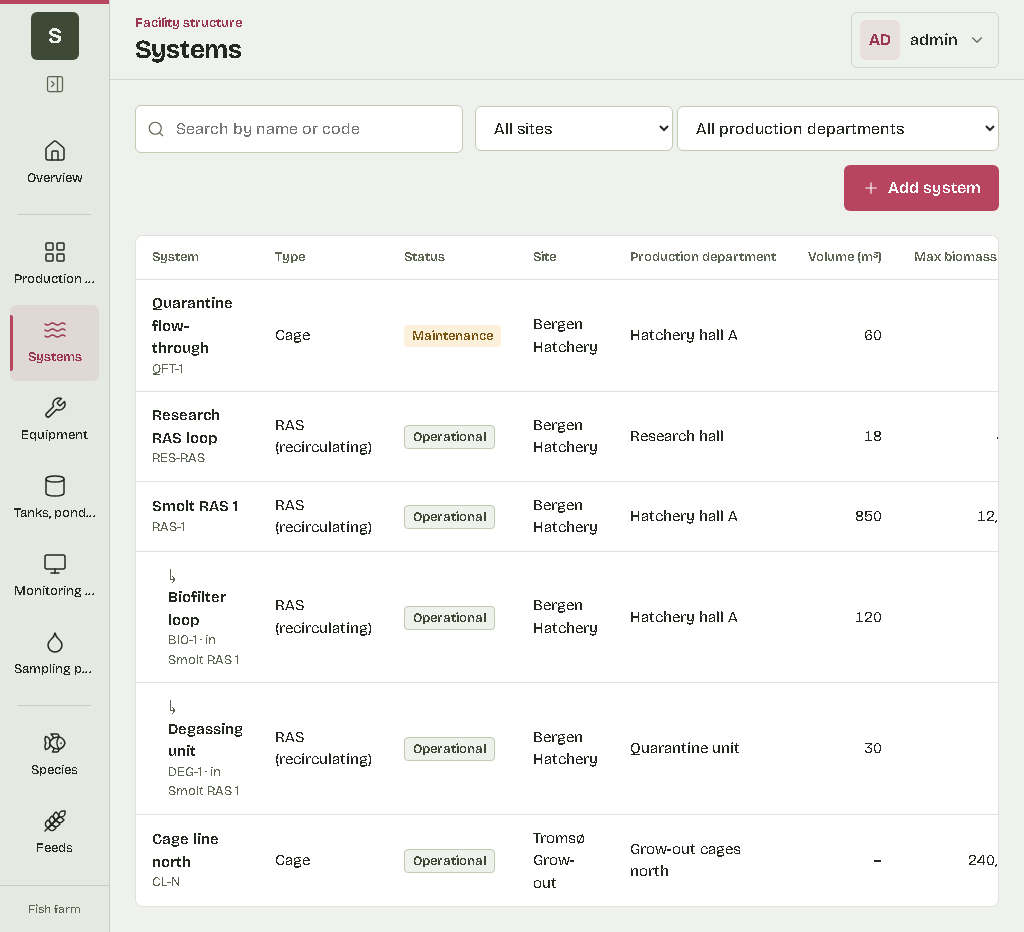 S
Facility structure
Systems
AD admin
Overview
Production ...
Systems
Equipment
Tanks, pond...
Monitoring ...
Sampling p...
Species
Feeds
Fish farm
Search by name or code
All sites
All production departments
+ Add system
System Type Status Site Production department Volume (m³) Max biomass
Quarantine
flow-
through
QFT-1
Cage
Maintenance
Bergen
Hatchery
Hatchery hall A
60
Research
RAS loop
RES-RAS
RAS
(recirculating)
Operational
Bergen
Hatchery
Research hall
18
Smolt RAS 1
RAS-1
RAS
(recirculating)
Operational
Bergen
Hatchery
Hatchery hall A
850
12,
↳
Biofilter
loop
BIO-1 · in
Smolt RAS 1
RAS
(recirculating)
Operational
Bergen
Hatchery
Hatchery hall A
120
↳
Degassing
unit
DEG-1 · in
Smolt RAS 1
RAS
(recirculating)
Operational
Bergen
Hatchery
Quarantine unit
30
Cage line
north
CL-N
Cage
Operational
Tromsø
Grow-
out
Grow-out cages
north
–
240,